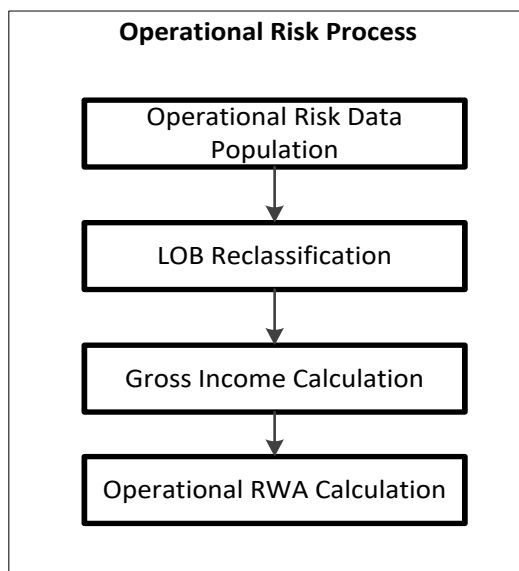 Operational Risk Process
Operational Risk Data
Population
LOB Reclassification
Gross Income Calculation
Operational RWA Calculation